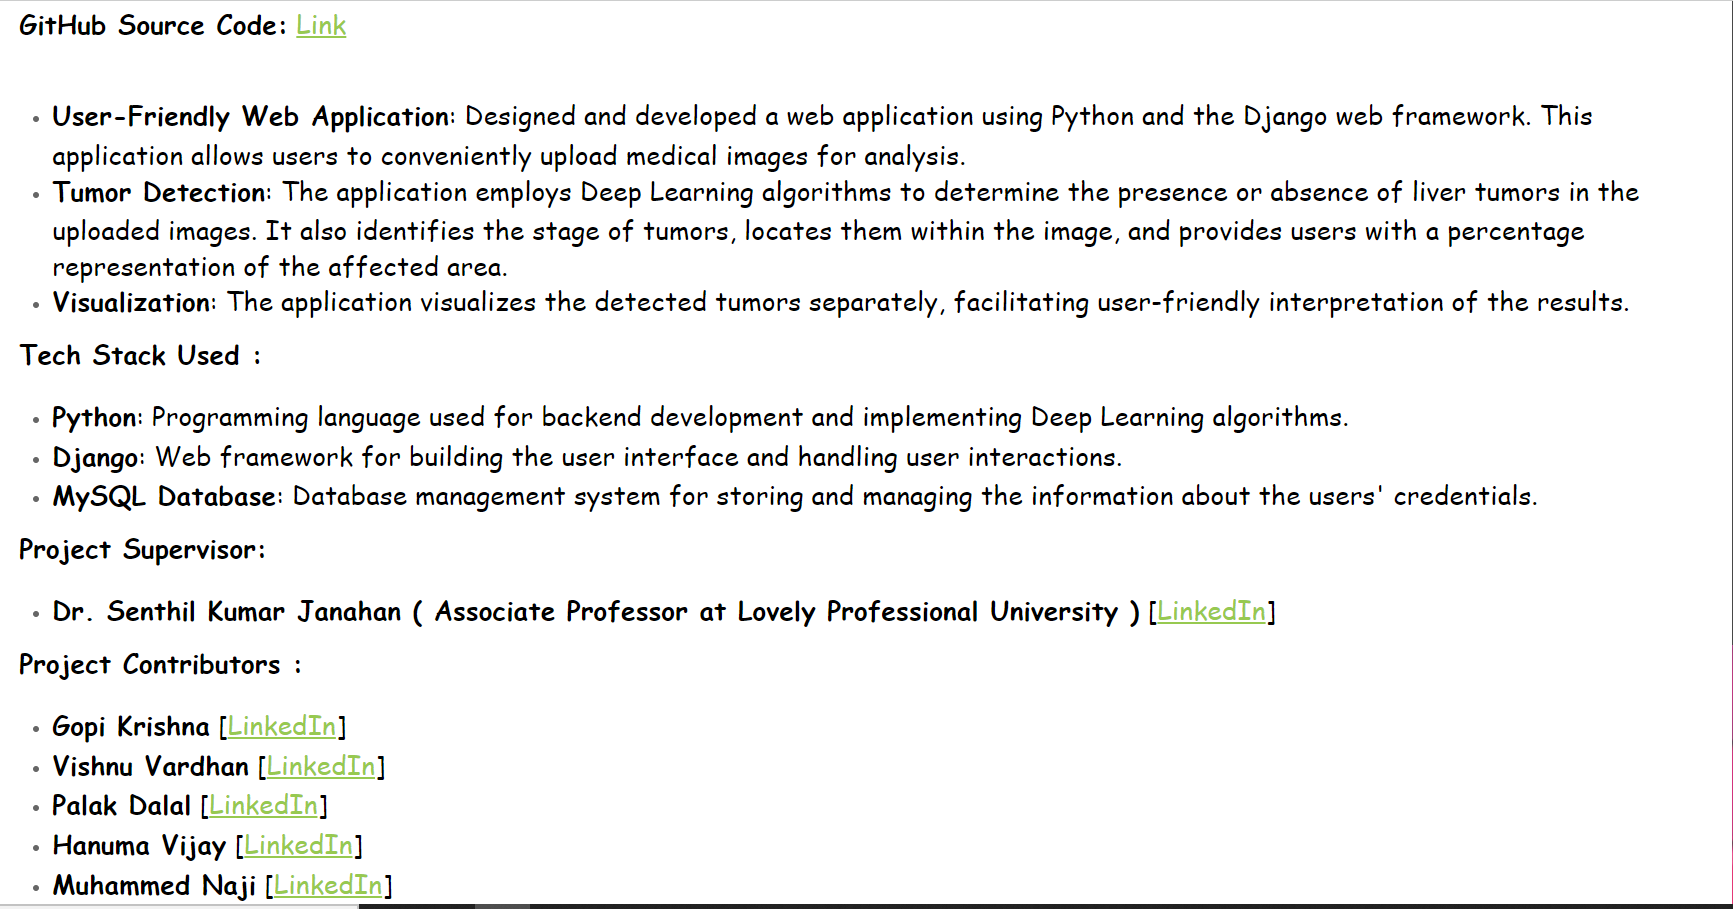 GitHub Source Code: Link
• User-Friendly Web Application: Designed and developed a web application using Python and the Django web framework. This
application allows users to conveniently upload medical images for analysis.
• Tumor Detection: The application employs Deep Learning algorithms to determine the presence or absence of liver tumors in the
uploaded images. It also identifies the stage of tumors, locates them within the image, and provides users with a percentage
representation of the affected area.
• Visualization: The application visualizes the detected tumors separately, facilitating user-friendly interpretation of the results.
Tech Stack Used :
• Python: Programming language used for backend development and implementing Deep Learning algorithms.
• Django: Web framework for building the user interface and handling user interactions.
• MySQL Database: Database management system for storing and managing the information about the users' credentials.
Project Supervisor:
• Dr. Senthil Kumar Janahan ( Associate Professor at Lovely Professional University ) [LinkedIn]
Project Contributors :
• Gopi Krishna [LinkedIn]
• Vishnu Vardhan [LinkedIn]
• Palak Dalal [LinkedIn]
• Hanuma Vijay [LinkedIn]
• Muhammed Naji [LinkedIn]